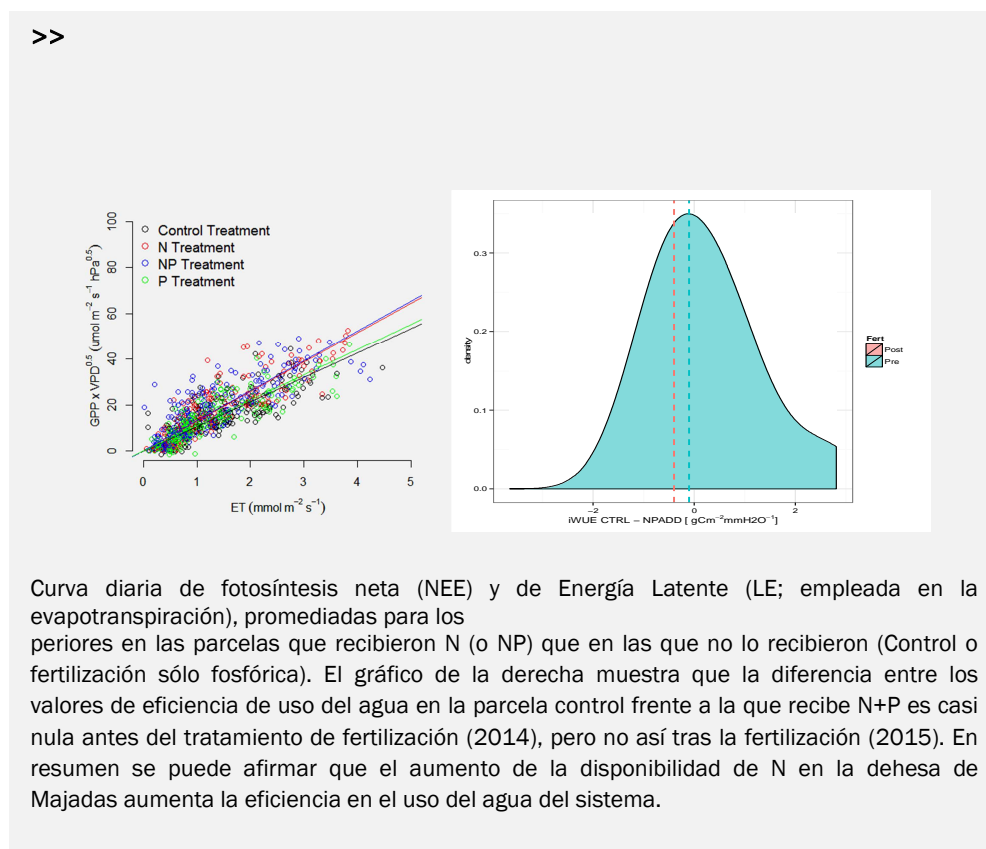 >>
Control Treatment
N Treatment
NP Treatment
P Treatment
GPP x VPD^0.5 (umol m^-2 s^-1 hPa^0.5)
100
80
60
40
20
0
0 1 2 3 4 5
ET (mmol m^-2 s^-1)
density
0.3
0.2
0.1
0.0
-2 0 2
iWUE CTRL – NPADD [ gCm^-2mmH2O^-1]
Fert
Post
Pre
Curva diaria de fotosíntesis neta (NEE) y de Energía Latente (LE; empleada en la
evapotranspiración), promediadas para los
periores en las parcelas que recibieron N (o NP) que en las que no lo recibieron (Control o
fertilización sólo fosfórica). El gráfico de la derecha muestra que la diferencia entre los
valores de eficiencia de uso del agua en la parcela control frente a la que recibe N+P es casi
nula antes del tratamiento de fertilización (2014), pero no así tras la fertilización (2015). En
resumen se puede afirmar que el aumento de la disponibilidad de N en la dehesa de
Majadas aumenta la eficiencia en el uso del agua del sistema.